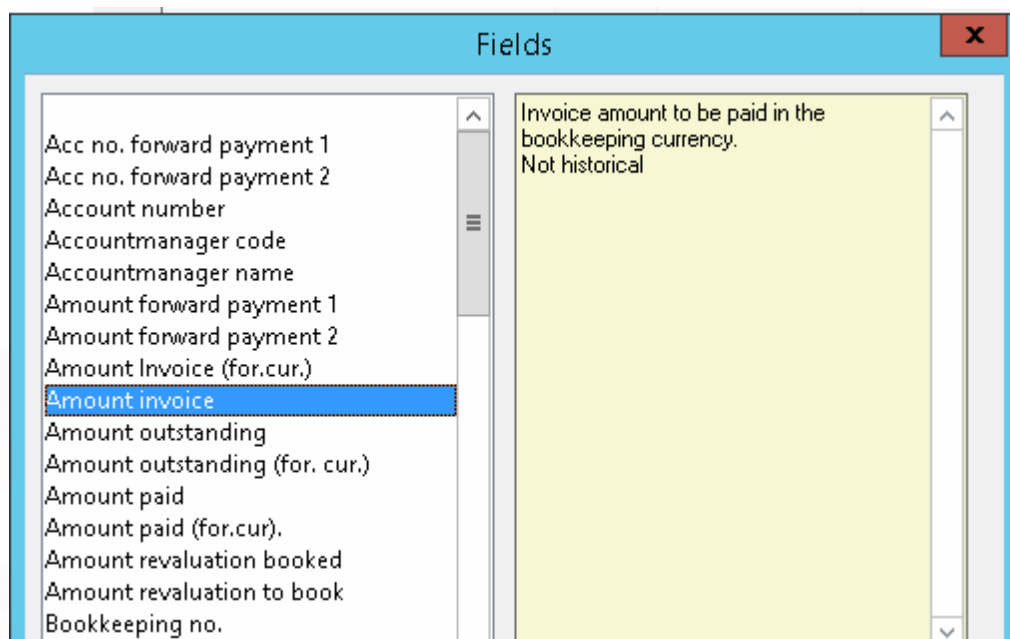 Fields
x
Acc no. forward payment 1
Acc no. forward payment 2
Account number
Accountmanager code
Accountmanager name
Amount forward payment 1
Amount forward payment 2
Amount Invoice (for.cur.)
Amount invoice
Amount outstanding
Amount outstanding (for. cur.)
Amount paid
Amount paid (for.cur).
Amount revaluation booked
Amount revaluation to book
Bookkeeping no.
Invoice amount to be paid in the
bookkeeping currency.
Not historical